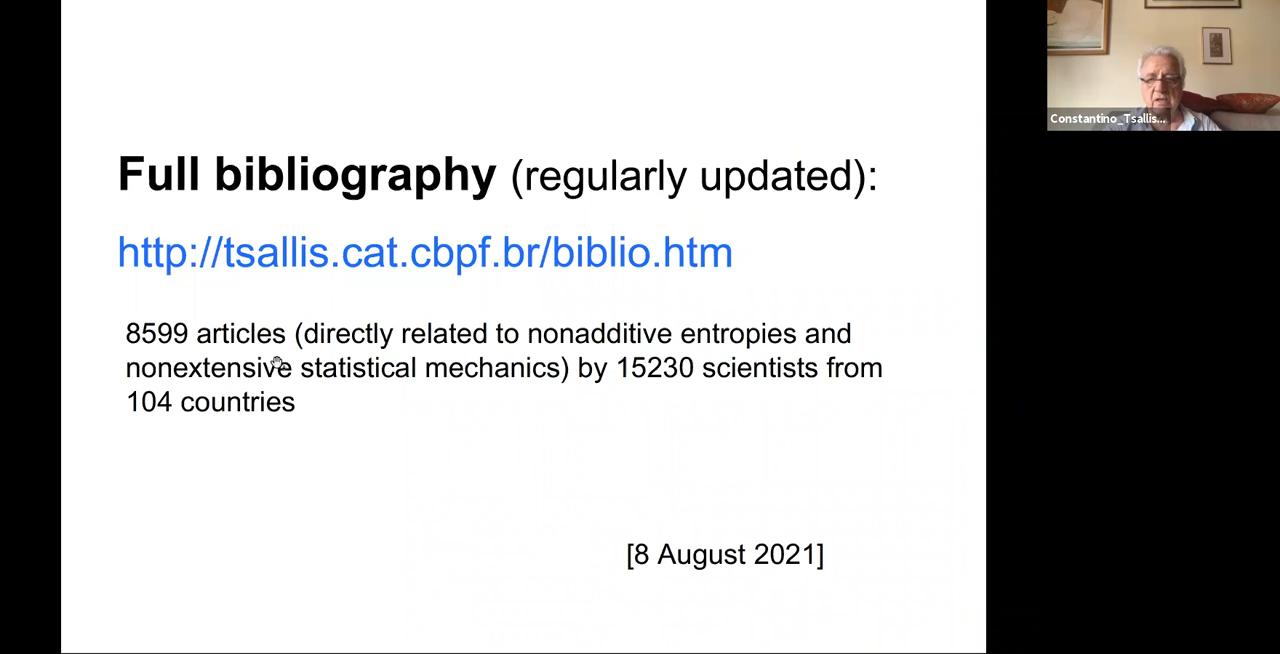 Full bibliography (regularly updated):
http://tsallis.cat.cbpf.br/biblio.htm
8599 articles (directly related to nonadditive entropies and
nonextensive statistical mechanics) by 15230 scientists from
104 countries
[8 August 2021]
Constantino_Tsallis...